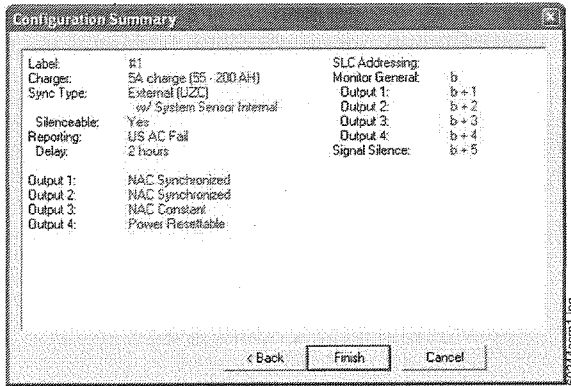 Configuration Summary
Label: #1
Charger: 5A charge (55 - 200 AH)
Sync Type: External (UZC)
w/ System Sensor Internal
Silenceable: Yes
Reporting: US AC Fail
Delay: 2 hours
Output 1: NAC Synchronized
Output 2: NAC Synchronized
Output 3: NAC Constant
Output 4: Power Resettable
SLC Addressing:
Monitor General: b
Output 1: b + 1
Output 2: b + 2
Output 3: b + 3
Output 4: b + 4
Signal Silence: b + 5
< Back
Finish
Cancel